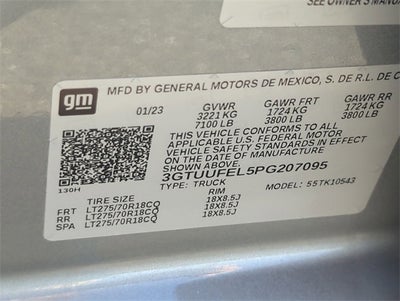 SEE OWNER'S MANUA
gm
MFD BY GENERAL MOTORS DE MEXICO, S. DE R.L. DE C
01/23 GVWR GAWR FRT GAWR RR
3221 KG 1724 KG 1724 KG
7100 LB 3800 LB 3800 LB
THIS VEHICLE CONFORMS TO ALL APPLICABLE
U.S. FEDERAL MOTOR VEHICLE
SAFETY STANDARDS IN EFFECT ON THE DATE
OF MANUFACTURE SHOWN ABOVE.
3GTUUFEL5PG207095
130H
TYPE: TRUCK MODEL: 55TK10543
TIRE SIZE RIM
FRT LT275/70R18CQ 18X8.5J
RR LT275/70R18CQ 18X8.5J
SPA LT275/70R18CQ 18X8.5J